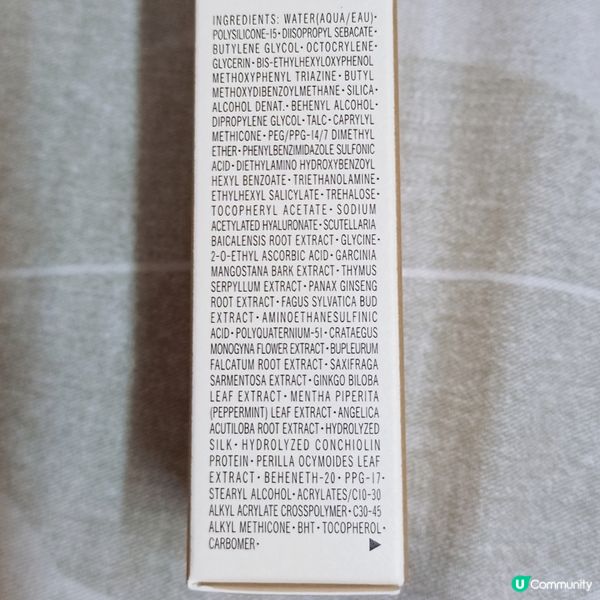 INGREDIENTS: WATER(AQUA/EAU)•
POLYSILICONE-15•DIISOPROPYL SEBACATE•
BUTYLENE GLYCOL•OCTOCRYLENE•
GLYCERIN•BIS-ETHYLHEXYLOXYPHENOL
METHOXYPHENYL TRIAZINE•BUTYL
METHOXYDIBENZOYLMETHANE•SILICA•
ALCOHOL DENAT.•BEHENYL ALCOHOL•
DIPROPYLENE GLYCOL•TALC•CAPRYLYL
METHICONE•PEG/PPG-14/7 DIMETHYL
ETHER•PHENYLBENZIMIDAZOLE SULFONIC
ACID•DIETHYLAMINO HYDROXYBENZOYL
HEXYL BENZOATE•TRIETHANOLAMINE•
ETHYLHEXYL SALICYLATE•TREHALOSE•
TOCOPHERYL ACETATE•SODIUM
ACETYLATED HYALURONATE•SCUTELLARIA
BAICALENSIS ROOT EXTRACT•GLYCINE•
2-O-ETHYL ASCORBIC ACID•GARCINIA
MANGOSTANA BARK EXTRACT•THYMUS
SERPYLLUM EXTRACT•PANAX GINSENG
ROOT EXTRACT•FAGUS SYLVATICA BUD
EXTRACT•AMINOETHANESULFINIC
ACID•POLYQUATERNIUM-51•CRATAEGUS
MONOGYNA FLOWER EXTRACT•BUPLEURUM
FALCATUM ROOT EXTRACT•SAXIFRAGA
SARMENTOSA EXTRACT•GINKGO BILOBA
LEAF EXTRACT•MENTHA PIPERITA
(PEPPERMINT) LEAF EXTRACT•ANGELICA
ACUTILOBA ROOT EXTRACT•HYDROLYZED
SILK•HYDROLYZED CONCHIOLIN
PROTEIN•PERILLA OCYMOIDES LEAF
EXTRACT•BEHENETH-20•PPG-17•
STEARYL ALCOHOL•ACRYLATES/C10-30
ALKYL ACRYLATE CROSSPOLYMER•C30-45
ALKYL METHICONE•BHT•TOCOPHEROL•
CARBOMER•
U Community